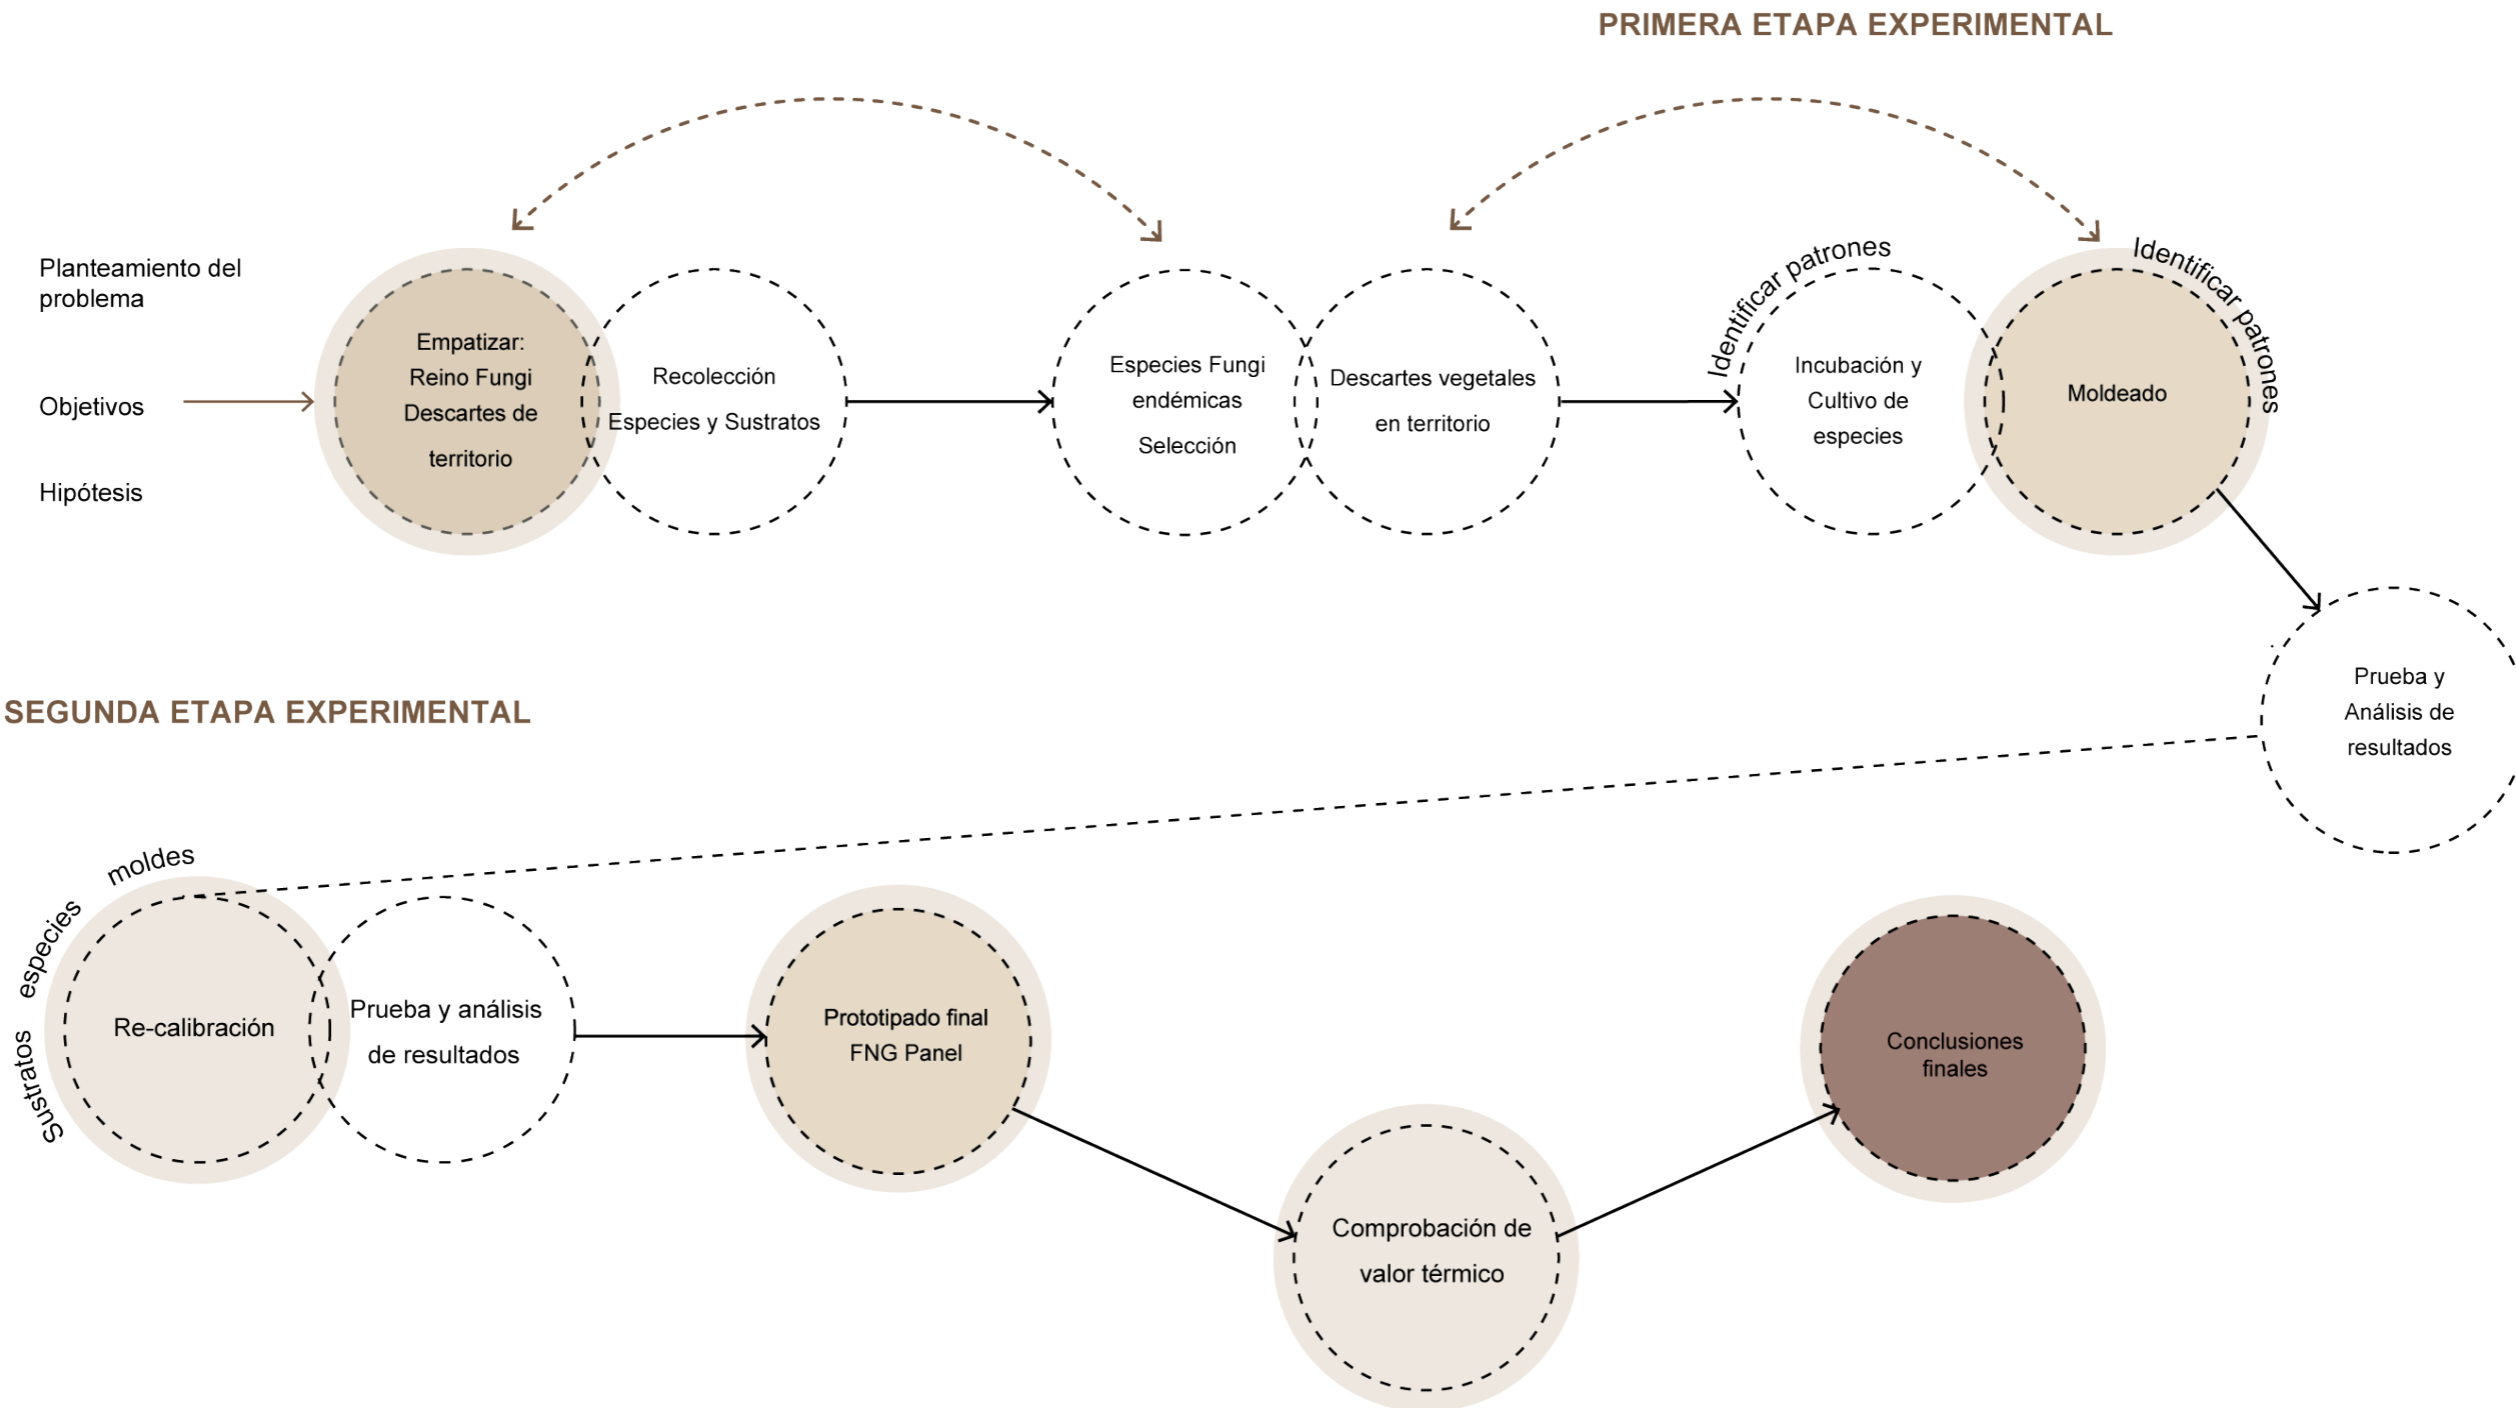 PRIMERA ETAPA EXPERIMENTAL
Planteamiento del
problema
Objetivos
Hipótesis
Empatizar:
Reino Fungi
Descartes de
territorio
Recolección
Especies y Sustratos
Especies Fungi
endémicas
Selección
Descartes vegetales
en territorio
Identificar patrones
Incubación y
Cultivo de
especies
Identificar patrones
Moldeado
Prueba y
Análisis de
resultados
SEGUNDA ETAPA EXPERIMENTAL
Sustratos especies moldes
Re-calibración
Prueba y análisis
de resultados
Prototipado final
FNG Panel
Comprobación de
valor térmico
Conclusiones
finales